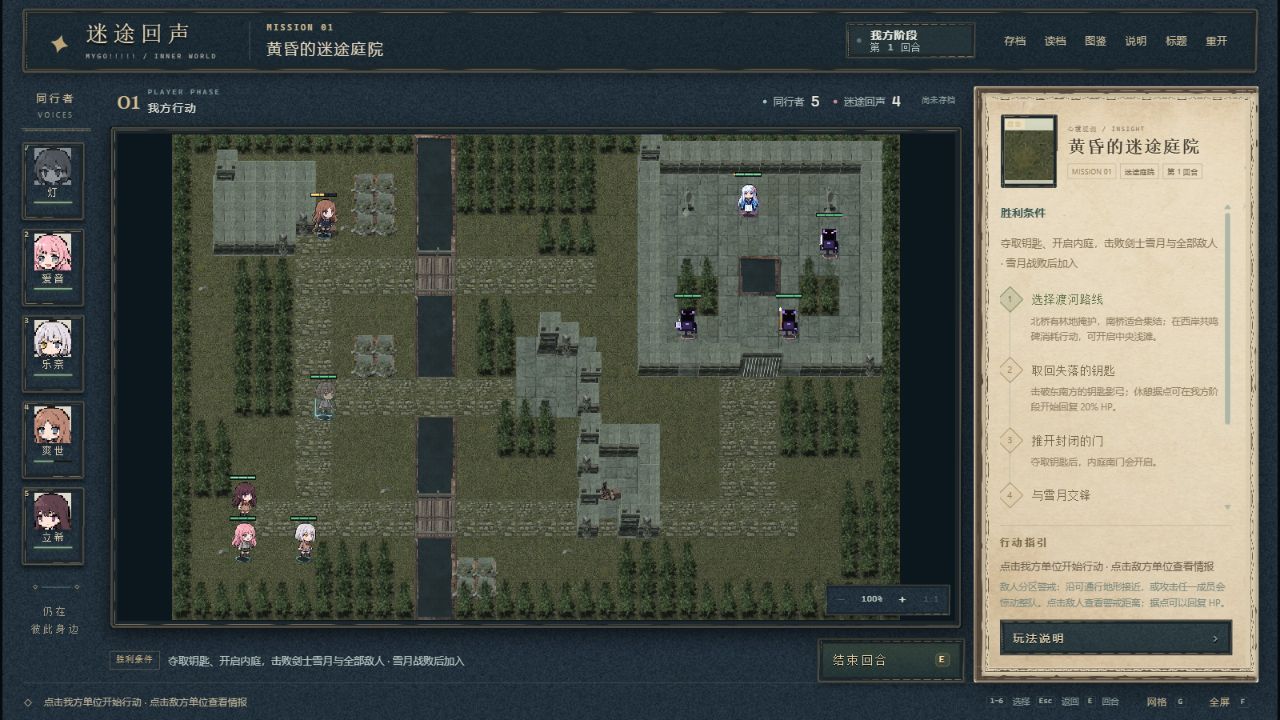 迷途回声
MYGO!!!!! / INNER WORLD
MISSION 01
黄昏的迷途庭院
我方阶段
第 1 回合
存档 读档 图鉴 说明 标题 重开
同行者
VOICES
1
灯
2
爱音
3
乐奈
4
爽世
5
立希
仍在
彼此身边
01
PLAYER PHASE
我方行动
同行者 5
迷途回声 4
尚未存档
100%
+
1:1
胜利条件
夺取钥匙、开启内庭，击败剑士雪月与全部敌人 · 雪月战败后加入
结束回合 E
/ INSIGHT
黄昏的迷途庭院
MISSION 01
迷途庭院
第 1 回合
胜利条件
夺取钥匙、开启内庭，击败剑士雪月与全部敌人
· 雪月战败后加入
1
选择渡河路线
北桥有林地掩护，南桥适合集结；在西岸共鸣
碑消耗行动，可开启中央浅滩。
2
取回失落的钥匙
击破东南方的钥匙影弓；休憩据点可在我方阶
段开始回复 20% HP。
3
推开封闭的门
夺取钥匙后，内庭南门会开启。
4
与雪月交锋
行动指引
点击我方单位开始行动 · 点击敌方单位查看情报
敌人分区警戒：沿可通行地形接近，或攻击任一成员会
惊动整队。点击敌人查看警戒距离；据点可以回复 HP。
玩法说明
点击我方单位开始行动 · 点击敌方单位查看情报
1-6 选择 Esc 返回 E 回合 网格 G 全屏 F